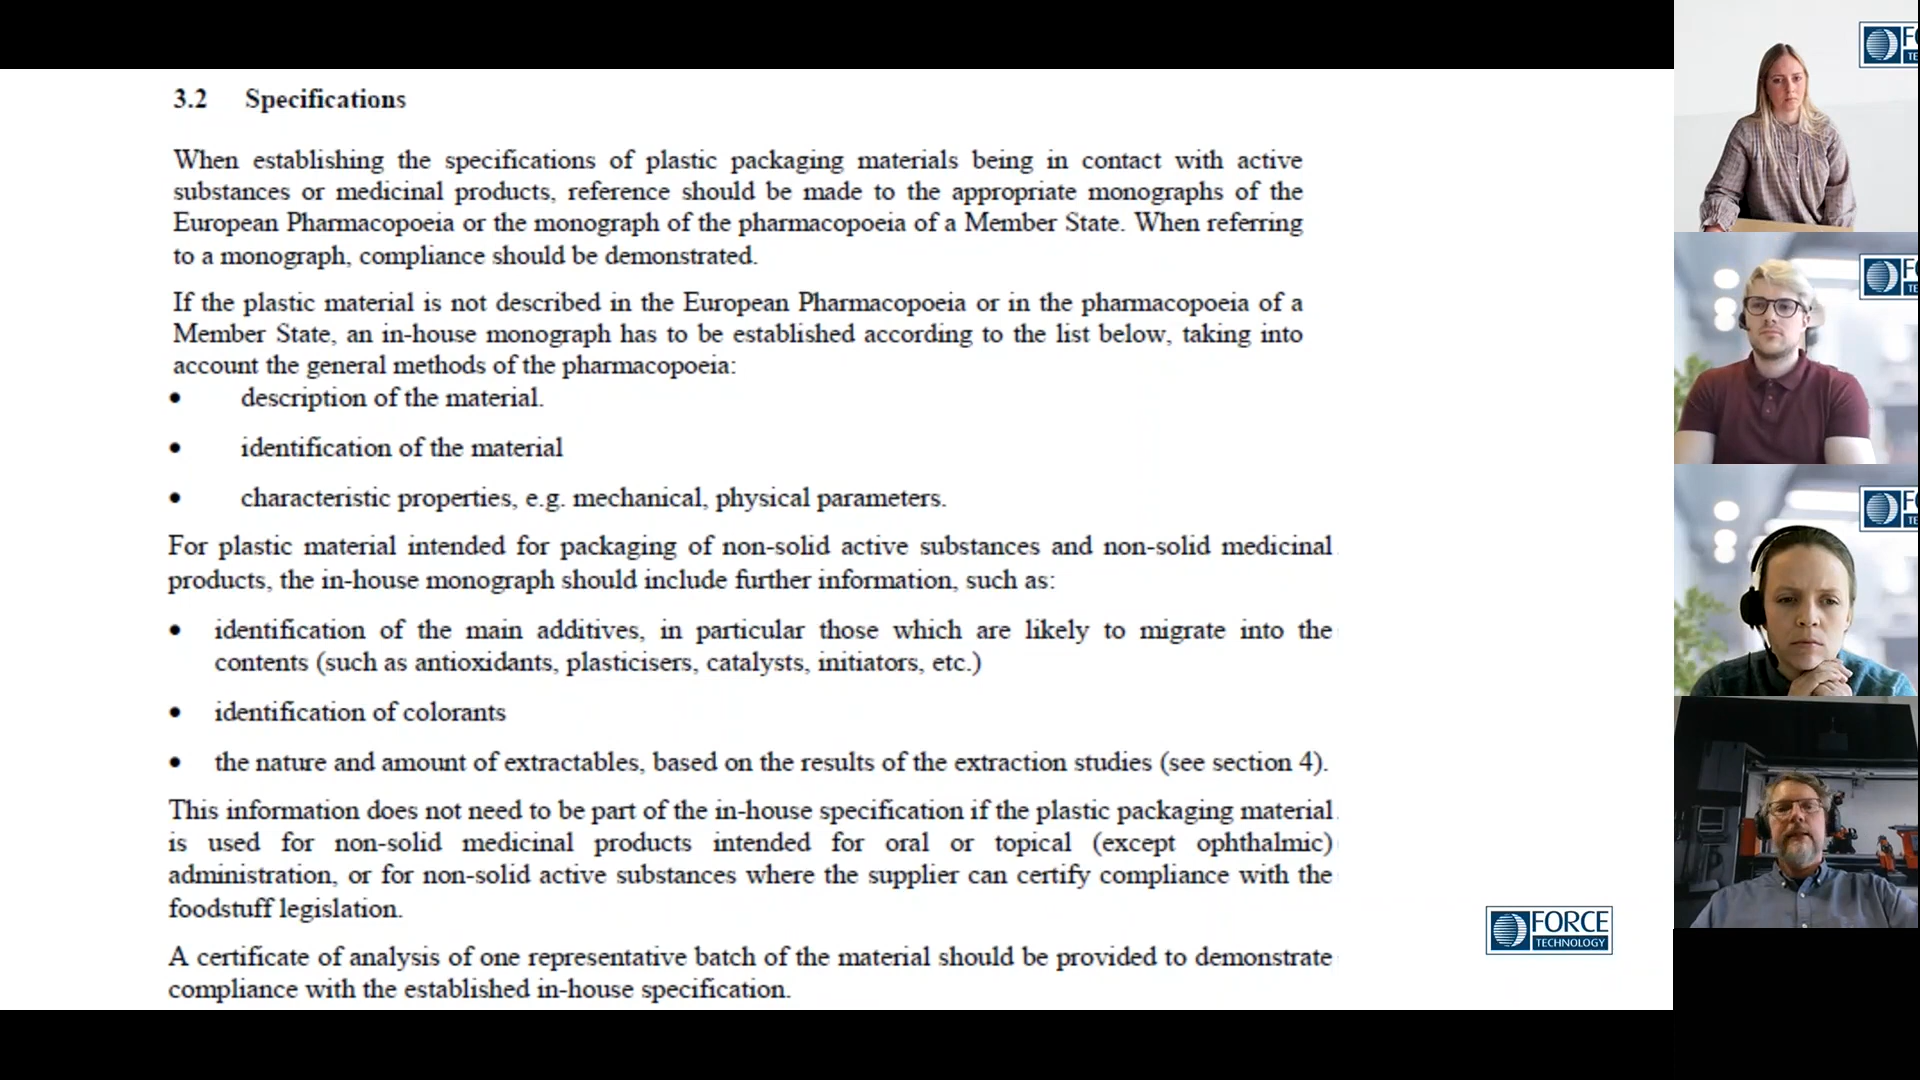 3.2 Specifications
When establishing the specifications of plastic packaging materials being in contact with active
substances or medicinal products, reference should be made to the appropriate monographs of the
European Pharmacopoeia or the monograph of the pharmacopoeia of a Member State. When referring
to a monograph, compliance should be demonstrated.
If the plastic material is not described in the European Pharmacopoeia or in the pharmacopoeia of a
Member State, an in-house monograph has to be established according to the list below, taking into
account the general methods of the pharmacopoeia:
• description of the material.
• identification of the material
• characteristic properties, e.g. mechanical, physical parameters.
For plastic material intended for packaging of non-solid active substances and non-solid medicinal
products, the in-house monograph should include further information, such as:
• identification of the main additives, in particular those which are likely to migrate into the
contents (such as antioxidants, plasticisers, catalysts, initiators, etc.)
• identification of colorants
• the nature and amount of extractables, based on the results of the extraction studies (see section 4).
This information does not need to be part of the in-house specification if the plastic packaging material
is used for non-solid medicinal products intended for oral or topical (except ophthalmic)
administration, or for non-solid active substances where the supplier can certify compliance with the
foodstuff legislation.
A certificate of analysis of one representative batch of the material should be provided to demonstrate
compliance with the established in-house specification.
FORCE
TECHNOLOGY
F
TE
F
TE
F
TE